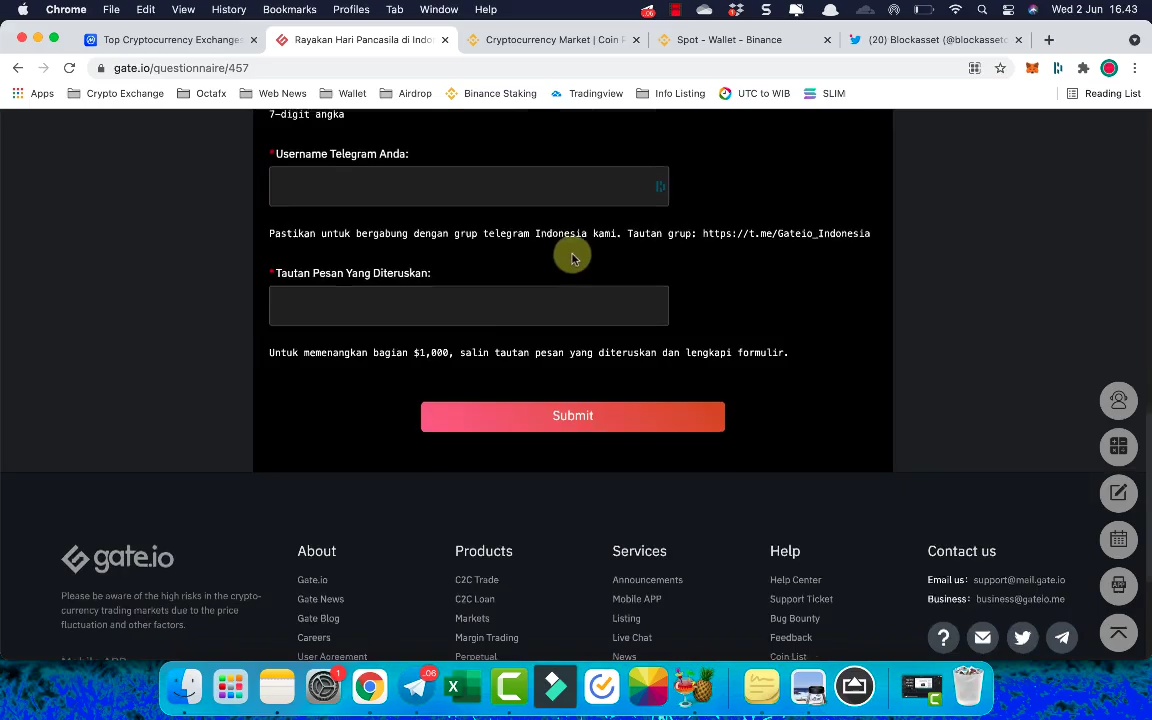 Chrome File Edit View History Bookmarks Profiles Tab Window Help Wed 2 Jun 16.43
Top Cryptocurrency Exchanges
Rayakan Hari Pancasila di Indo
Cryptocurrency Market | Coin P
Spot - Wallet - Binance
(20) Blockasset (@blockassetc
gate.io/questionnaire/457
Apps Crypto Exchange Octafx Web News Wallet Airdrop Binance Staking Tradingview Info Listing UTC to WIB SLIM Reading List
7-digit angka
*Username Telegram Anda:
Pastikan untuk bergabung dengan grup telegram Indonesia kami. Tautan grup: https://t.me/Gateio_Indonesia
*Tautan Pesan Yang Diteruskan:
Untuk memenangkan bagian $1,000, salin tautan pesan yang diteruskan dan lengkapi formulir.
Submit
gate.io
Please be aware of the high risks in the crypto-
currency trading markets due to the price
fluctuation and other factors.
About
Gate.io
Gate News
Gate Blog
Careers
User Agreement
Products
C2C Trade
C2C Loan
Markets
Margin Trading
Perpetual
Services
Announcements
Mobile APP
Listing
Live Chat
News
Help
Help Center
Support Ticket
Bug Bounty
Feedback
Coin List
Contact us
Email us: support@mail.gate.io
Business: business@gateio.me